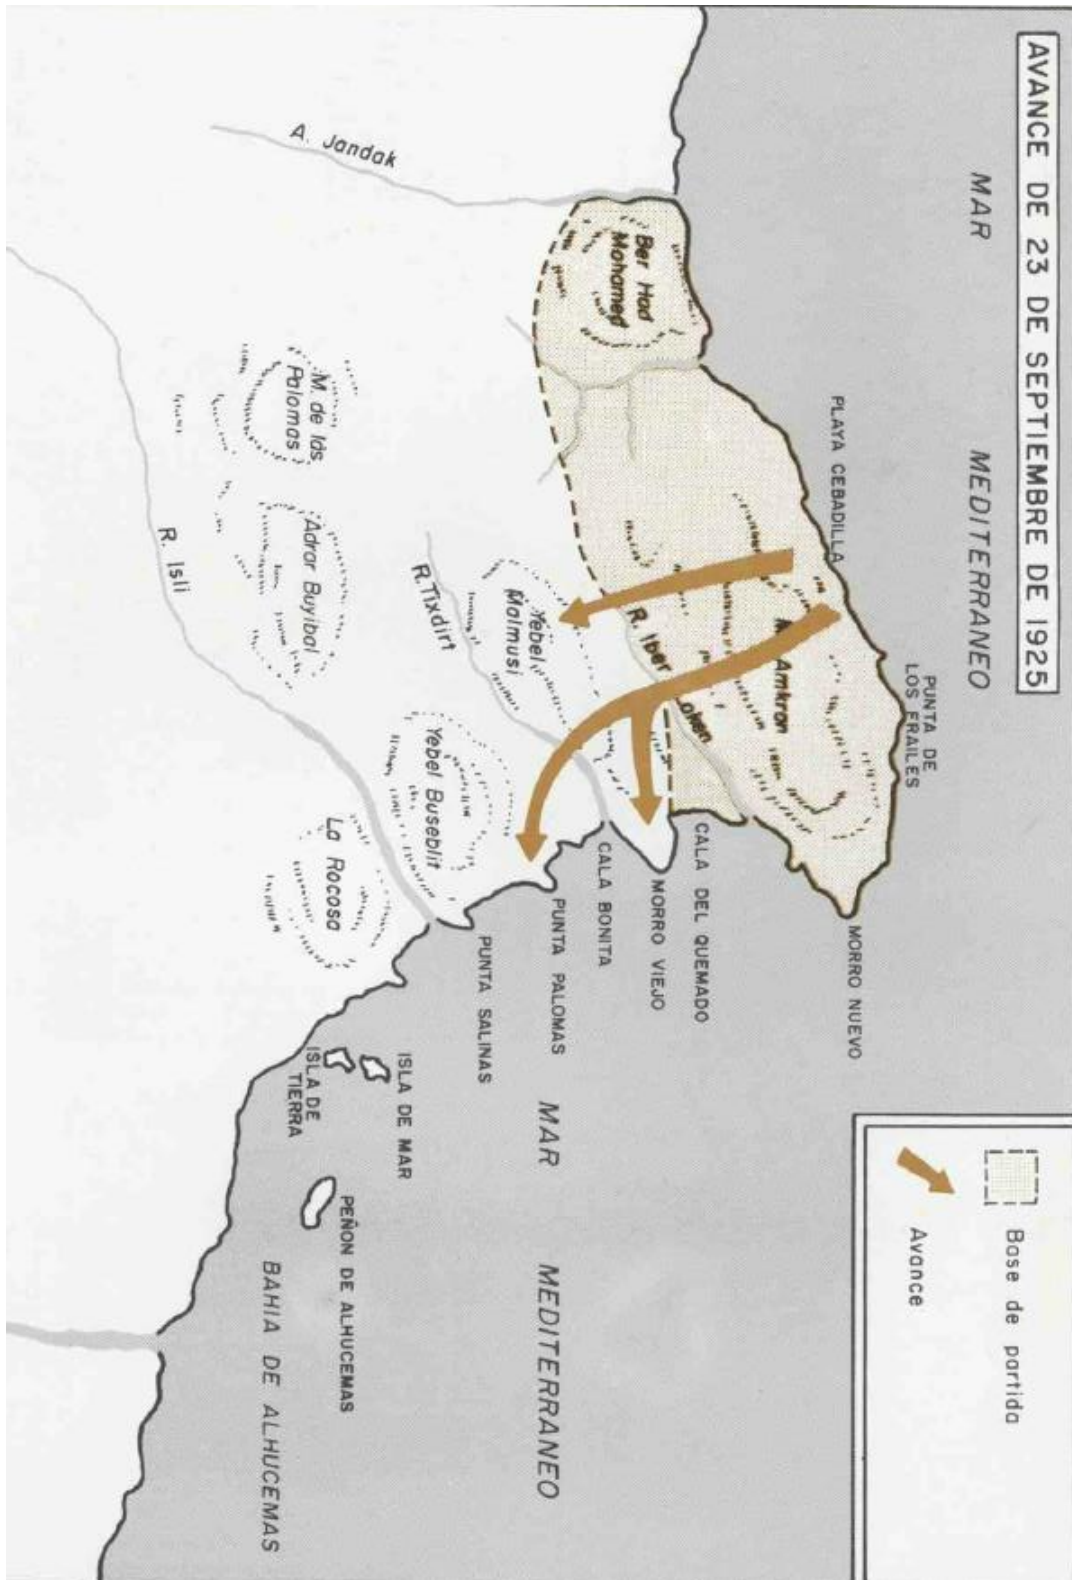 AVANCE DE 23 DE SEPTIEMBRE DE 1925
MAR MEDITERRANEO
PUNTA DE
LOS FRAILES
PLAYA CEBADILLA
MORRO NUEVO
Ber Had
Mohamed
Amkron
R. Iber
CALA DEL QUEMADO
MORRO VIEJO
CALA BONITA
PUNTA PALOMAS
PUNTA SALINAS
A. Jandak
Yebel
Malmusi
R. Tixdirt
Yebel Buseblit
M. de las
Palomas
Adrar Buyibal
R. Isli
La Rocosa
ISLA DE MAR
ISLA DE
TIERRA
PEÑON DE ALHUCEMAS
MAR MEDITERRANEO
BAHIA DE ALHUCEMAS
Base de partida
Avance